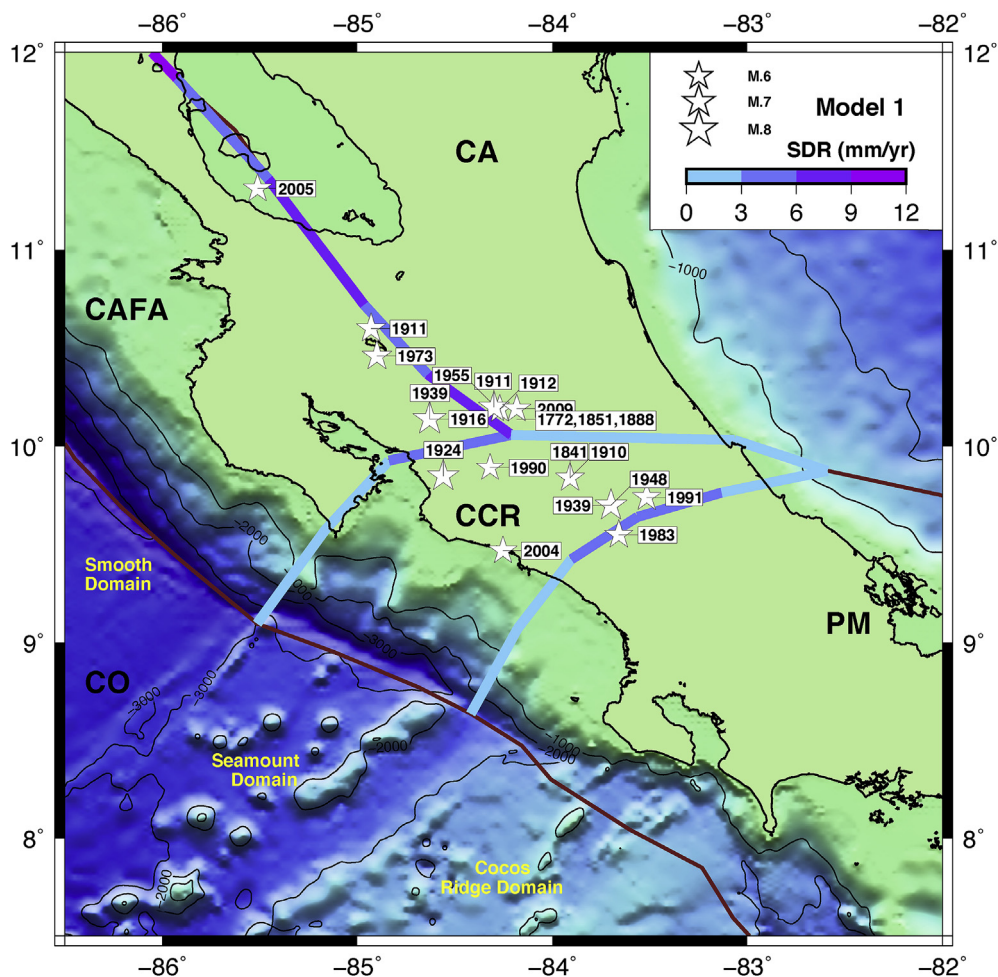 −86° −85° −84° −83° −82°
12° 12°
M.6
M.7
M.8
Model 1
SDR (mm/yr)
0 3 6 9 12
CA
2005
11° 11°
−1000
CAFA
1911
1973
1955 1911 1912
1939
2009
1916 1772,1851,1888
10° 10°
1924 1841 1910
1990 1948
1991
1939
CCR
1983
2004
−2000
Smooth
Domain
−3000
PM
9° 9°
CO
−3000
−3000
−1000
−2000
−2000
Seamount
Domain
8° 8°
Cocos
Ridge Domain
−2000
−86° −85° −84° −83° −82°